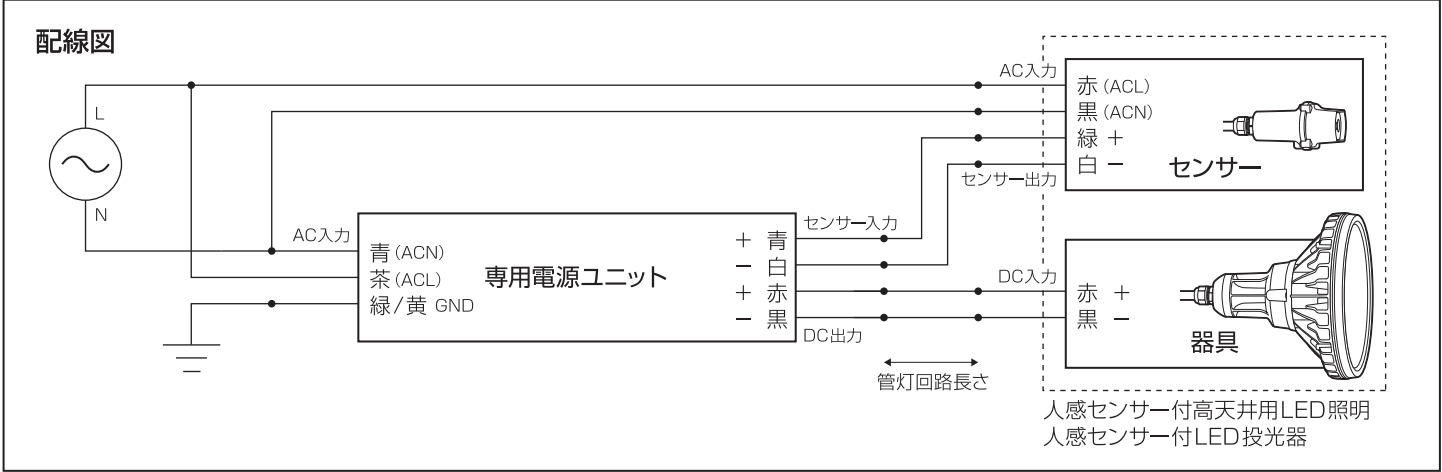 配線図
L
N
AC入力
赤 (ACL)
黒 (ACN)
緑 +
白 −
センサー出力
センサー
AC入力
青 (ACN)
茶 (ACL)
緑/黄 GND
専用電源ユニット
センサー入力
+ 青
− 白
+ 赤
− 黒
DC出力
管灯回路長さ
DC入力
赤 +
黒 −
器具
人感センサー付高天井用LED照明
人感センサー付LED投光器